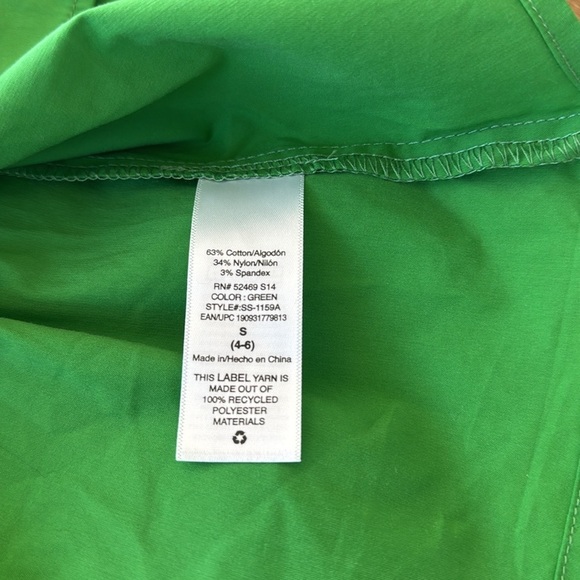 63% Cotton/Algodón
34% Nylon/Nilón
3% Spandex
RN# 52469 S14
COLOR : GREEN
STYLE#:SS-1159A
EAN/UPC 190931779813
S
(4-6)
Made in/Hecho en China
THIS LABEL YARN IS
MADE OUT OF
100% RECYCLED
POLYESTER
MATERIALS